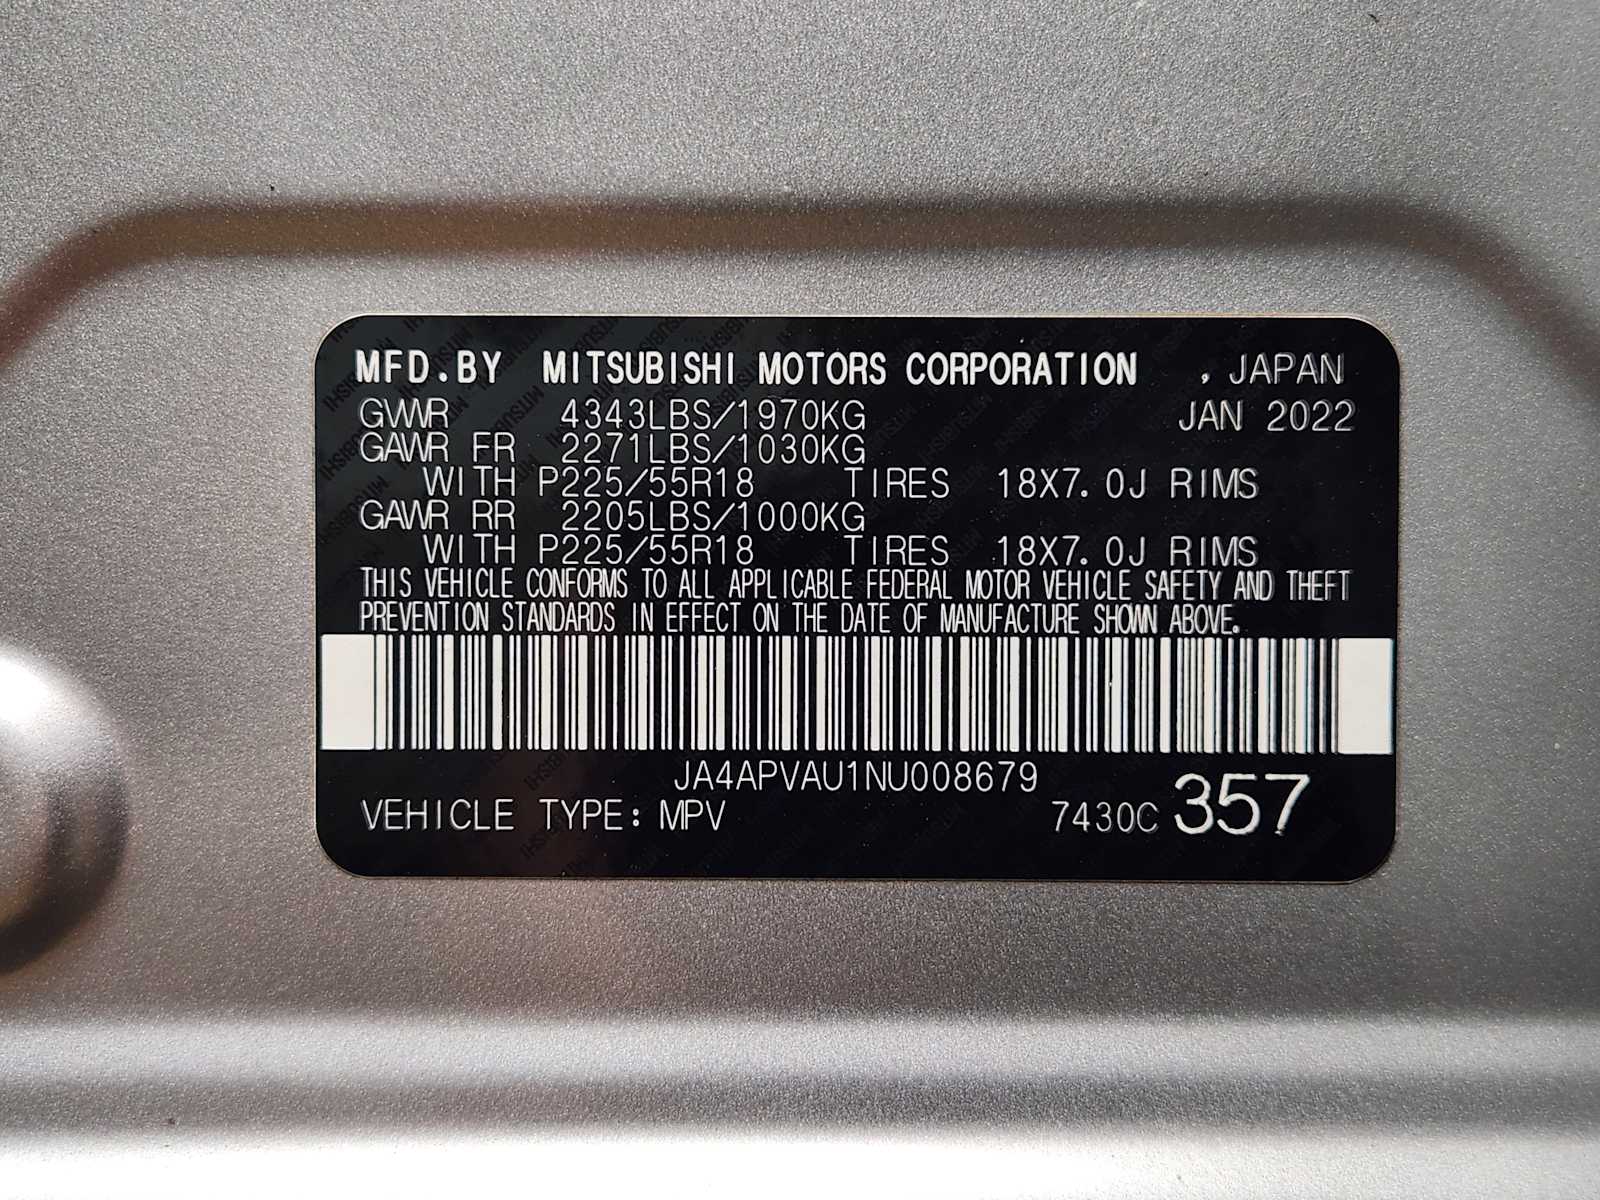 MFD.BY MITSUBISHI MOTORS CORPORATION , JAPAN
GVWR 4343LBS/1970KG JAN 2022
GAWR FR 2271LBS/1030KG
WITH P225/55R18 TIRES 18X7.0J RIMS
GAWR RR 2205LBS/1000KG
WITH P225/55R18 TIRES 18X7.0J RIMS
THIS VEHICLE CONFORMS TO ALL APPLICABLE FEDERAL MOTOR VEHICLE SAFETY AND THEFT
PREVENTION STANDARDS IN EFFECT ON THE DATE OF MANUFACTURE SHOWN ABOVE.
JA4APVAU1NU008679
VEHICLE TYPE: MPV 7430C 357